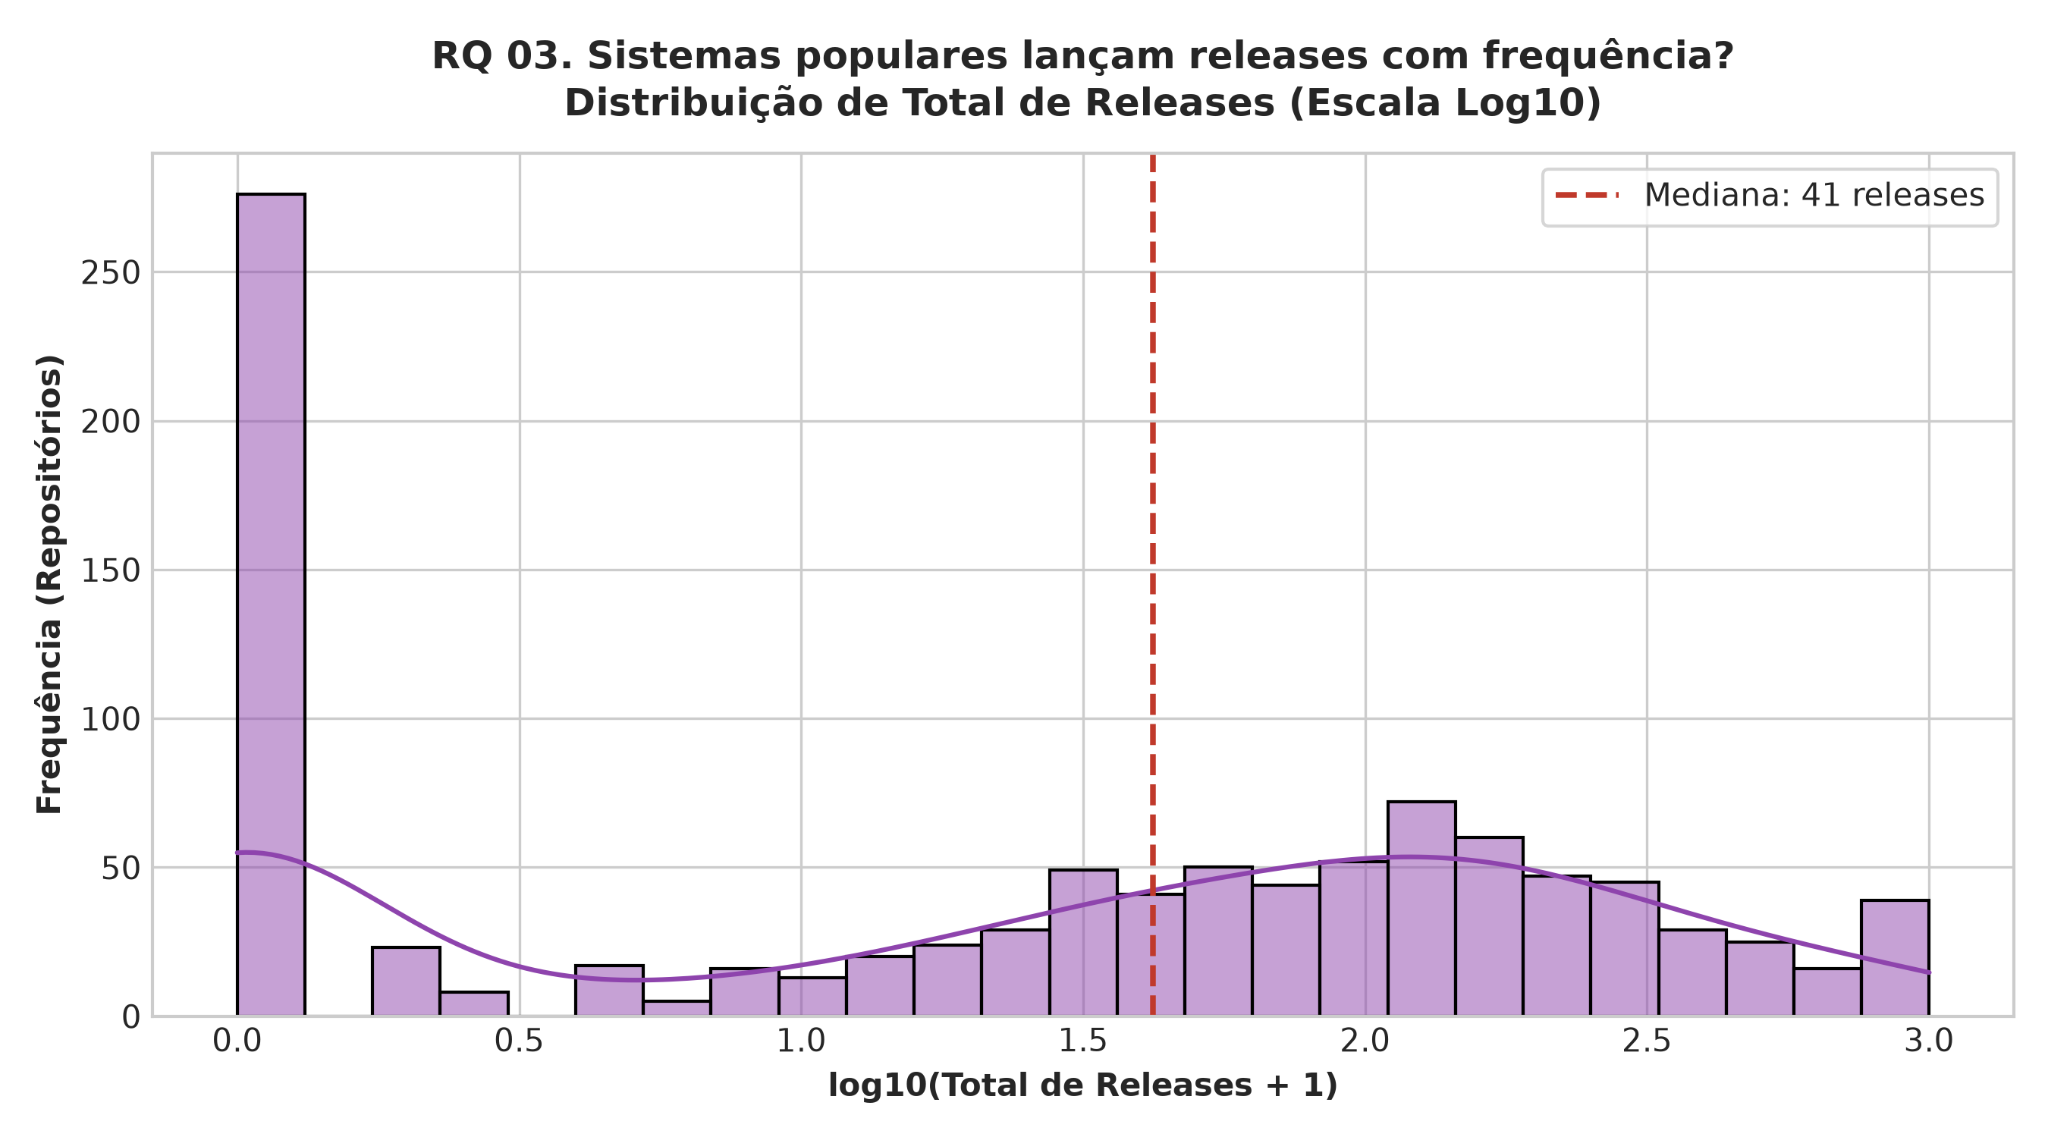 RQ 03. Sistemas populares lançam releases com frequência?
Distribuição de Total de Releases (Escala Log10)
Mediana: 41 releases
Frequência (Repositórios)
250
200
150
100
50
0
0.0 0.5 1.0 1.5 2.0 2.5 3.0
log10(Total de Releases + 1)